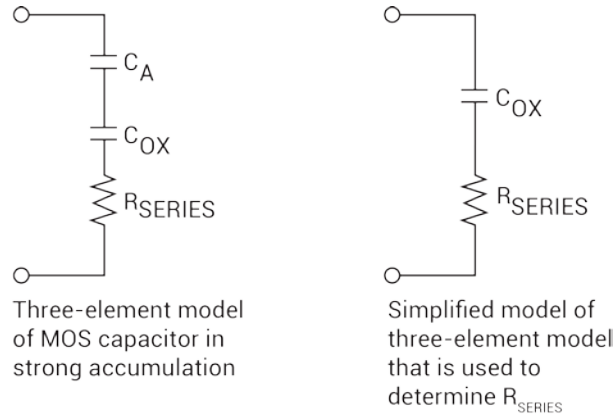 C_A
C_OX
R_SERIES
C_OX
R_SERIES
Three-element model
of MOS capacitor in
strong accumulation
Simplified model of
three-element model
that is used to
determine R_SERIES